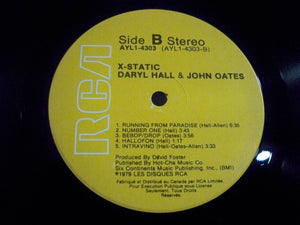 RCA
Side B Stereo
AYL1-4303 (AYL1-4303-B)
X-STATIC
DARYL HALL & JOHN OATES
1. RUNNING FROM PARADISE (Hall-Allen) 6:35
2. NUMBER ONE (Hall) 3:43
3. BEBOP/DROP (Oates) 3:56
4. HALLOFON (Hall) 1:17
5. INTRAVINO (Hall-Oates-Allen) 3:33
Produced By David Foster
Published By Hot-Cha Music Co
Six Continents Music Publishing, Inc., (BMI)
℗1979 LES DISQUES RCA
Fabriqué et Distribué au Canada par RCA Limitée.
Pour Exécution Publique sous License
Seulement. Tous Droits
Réservés.